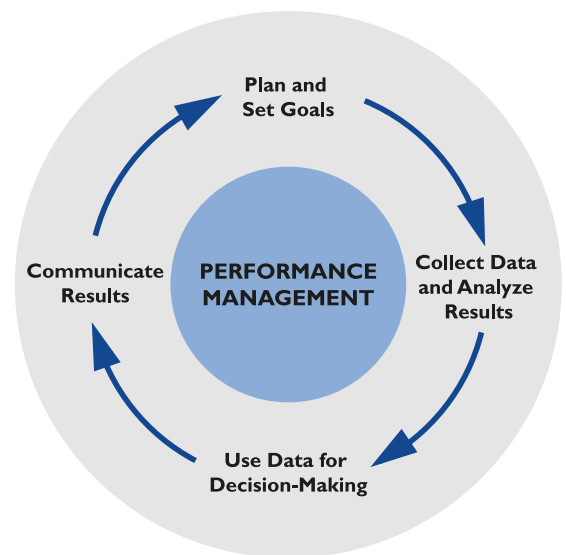 Plan and
Set Goals
Collect Data
and Analyze
Results
Use Data for
Decision-Making
Communicate
Results
PERFORMANCE
MANAGEMENT